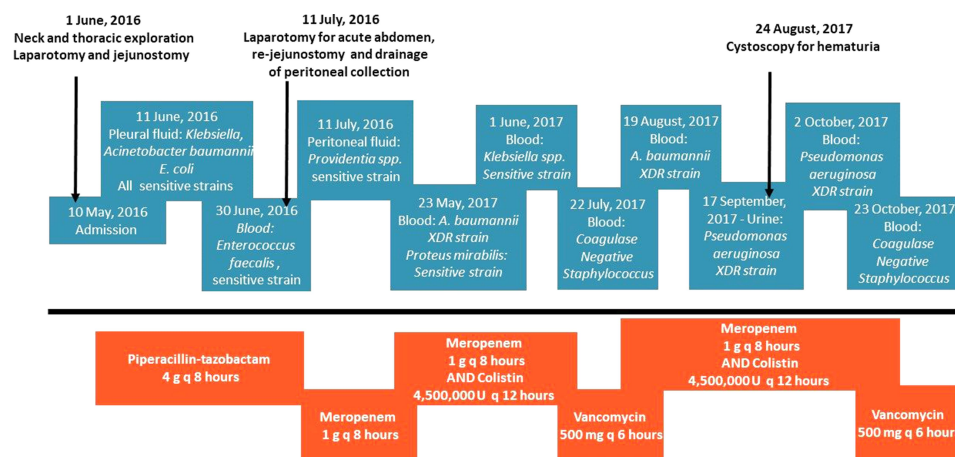 1 June, 2016
Neck and thoracic exploration
Laparotomy and jejunostomy
11 July, 2016
Laparotomy for acute abdomen,
re-jejunostomy and drainage
of peritoneal collection
24 August, 2017
Cystoscopy for hematuria
10 May, 2016
Admission
11 June, 2016
Pleural fluid: Klebsiella,
Acinetobacter baumannii
E. coli
All sensitive strains
30 June, 2016
Blood:
Enterococcus
faecalis,
sensitive strain
11 July, 2016
Peritoneal fluid:
Providentia spp.
sensitive strain
23 May, 2017
Blood: A. baumannii
XDR strain
Proteus mirabilis:
Sensitive strain
1 June, 2017
Blood:
Klebsiella spp.
Sensitive strain
22 July, 2017
Blood:
Coagulase
Negative
Staphylococcus
19 August, 2017
Blood:
A. baumannii
XDR strain
17 September,
2017 - Urine:
Pseudomonas
aeruginosa
XDR strain
2 October, 2017
Blood:
Pseudomonas
aeruginosa
XDR strain
23 October, 2017
Blood:
Coagulase
Negative
Staphylococcus
Piperacillin-tazobactam
4 g q 8 hours
Meropenem
1 g q 8 hours
Meropenem
1 g q 8 hours
AND Colistin
4,500,000 U q 12 hours
Vancomycin
500 mg q 6 hours
Meropenem
1 g q 8 hours
AND Colistin
4,500,000 U q 12 hours
Vancomycin
500 mg q 6 hours